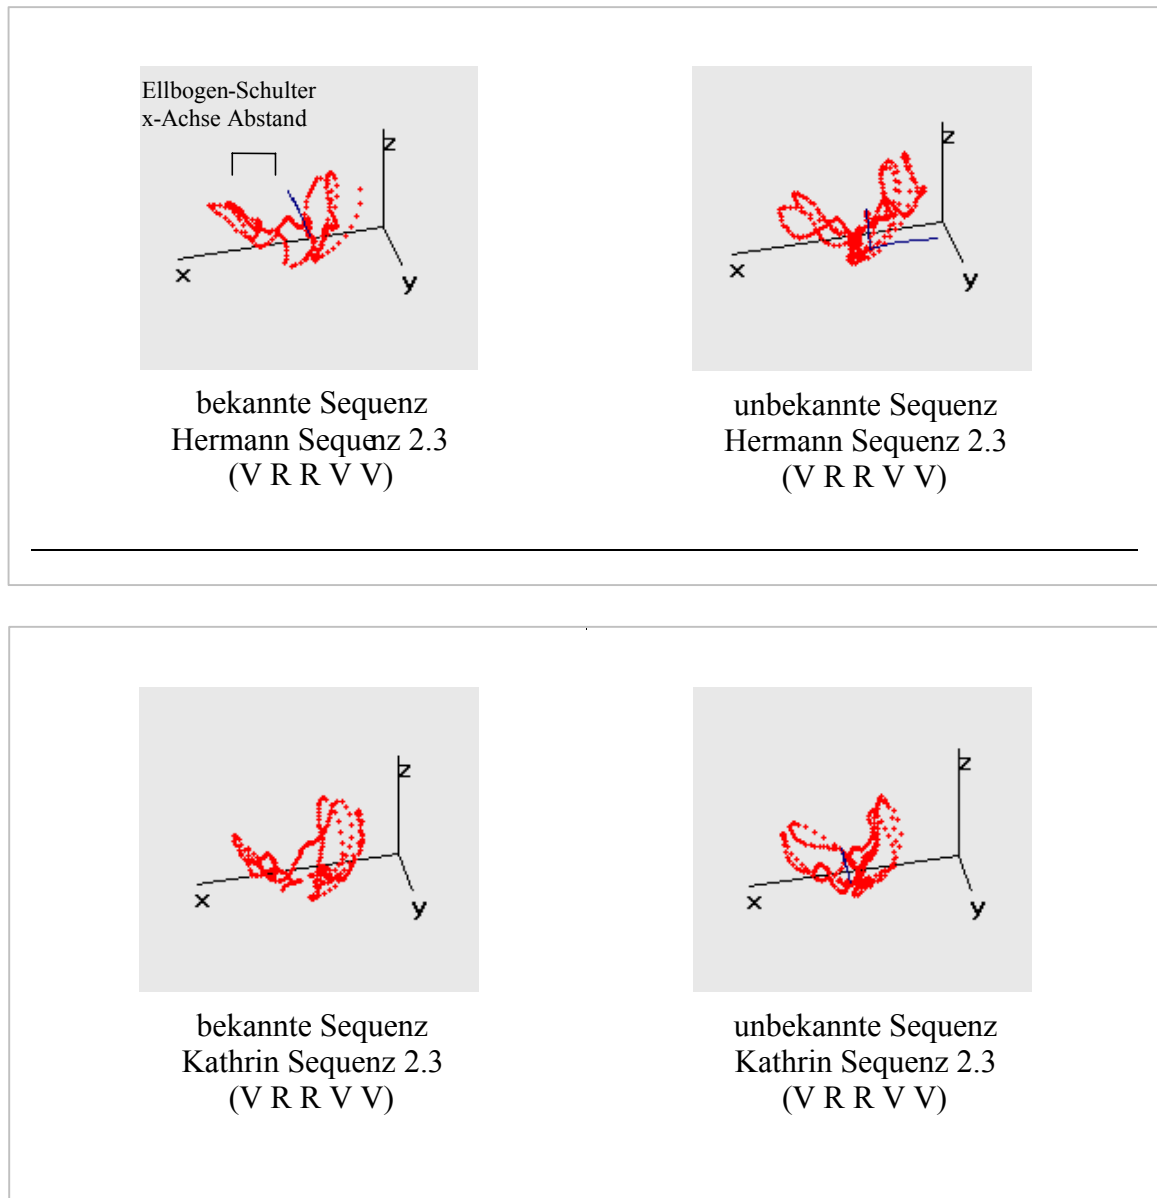 Ellbogen-Schulter
x-Achse Abstand
z
x
y
z
x
y
bekannte Sequenz
Hermann Sequenz 2.3
(V R R V V)
unbekannte Sequenz
Hermann Sequenz 2.3
(V R R V V)
z
x
y
z
x
y
bekannte Sequenz
Kathrin Sequenz 2.3
(V R R V V)
unbekannte Sequenz
Kathrin Sequenz 2.3
(V R R V V)